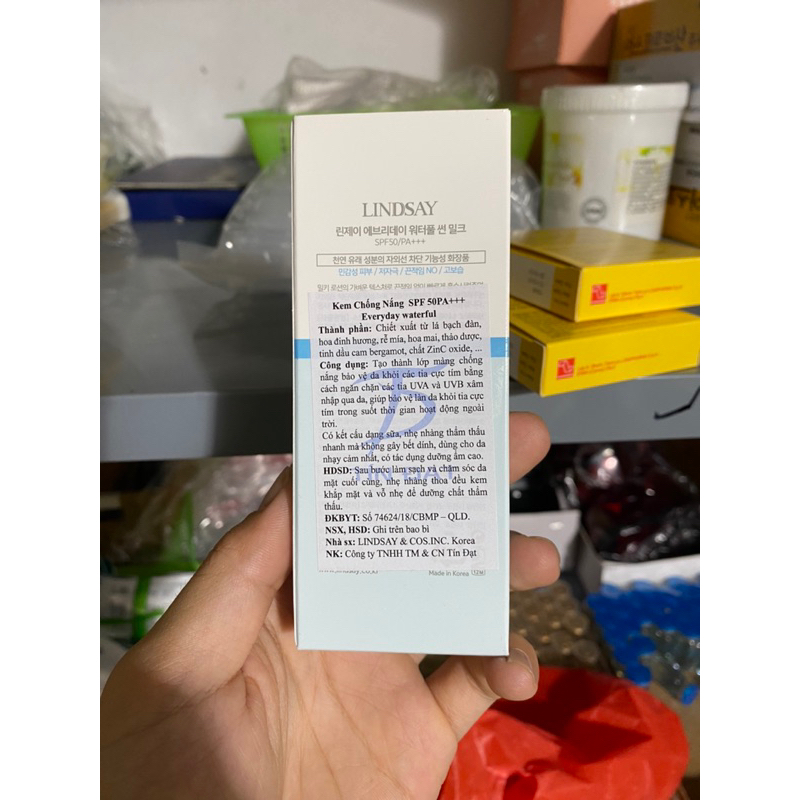 LINDSAY
린제이 에브리데이 워터풀 썬 밀크
SPF50/PA+++
천연 유래 성분의 자외선 차단 기능성 화장품
민감성 피부 / 저자극 / 끈적임 NO / 고보습
Kem Chống Nắng SPF 50PA+++
Everyday waterful
Thành phần: Chiết xuất từ lá bạch đàn,
hoa đinh hương, rễ mía, hoa mai, thảo dược,
tinh dầu cam bergamot, chất ZinC oxide, ...
Công dụng: Tạo thành lớp màng chống
nắng bảo vệ da khỏi các tia cực tím bằng
cách ngăn chặn các tia UVA và UVB xâm
nhập qua da, giúp bảo vệ làn da khỏi tia cực
tím trong suốt thời gian hoạt động ngoài
trời.
Có kết cấu dạng sữa, nhẹ nhàng thẩm thấu
nhanh mà không gây bết dính, dùng cho da
nhạy cảm nhất, có tác dụng dưỡng ẩm cao.
HDSD: Sau bước làm sạch và chăm sóc da
mặt cuối cùng, nhẹ nhàng thoa đều kem
khắp mặt và vỗ nhẹ để dưỡng chất thẩm
thấu.
ĐKBYT: Số 74624/18/CBMP – QLD.
NSX, HSD: Ghi trên bao bì
Nhà sx: LINDSAY & COS.INC. Korea
NK: Công ty TNHH TM & CN Tín Đạt
www.lindsay.co.kr
Made in Korea